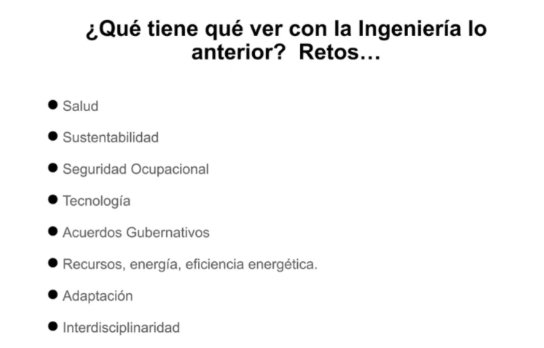 ¿Qué tiene qué ver con la Ingeniería lo
anterior? Retos…
● Salud
● Sustentabilidad
● Seguridad Ocupacional
● Tecnología
● Acuerdos Gubernativos
● Recursos, energía, eficiencia energética.
● Adaptación
● Interdisciplinaridad